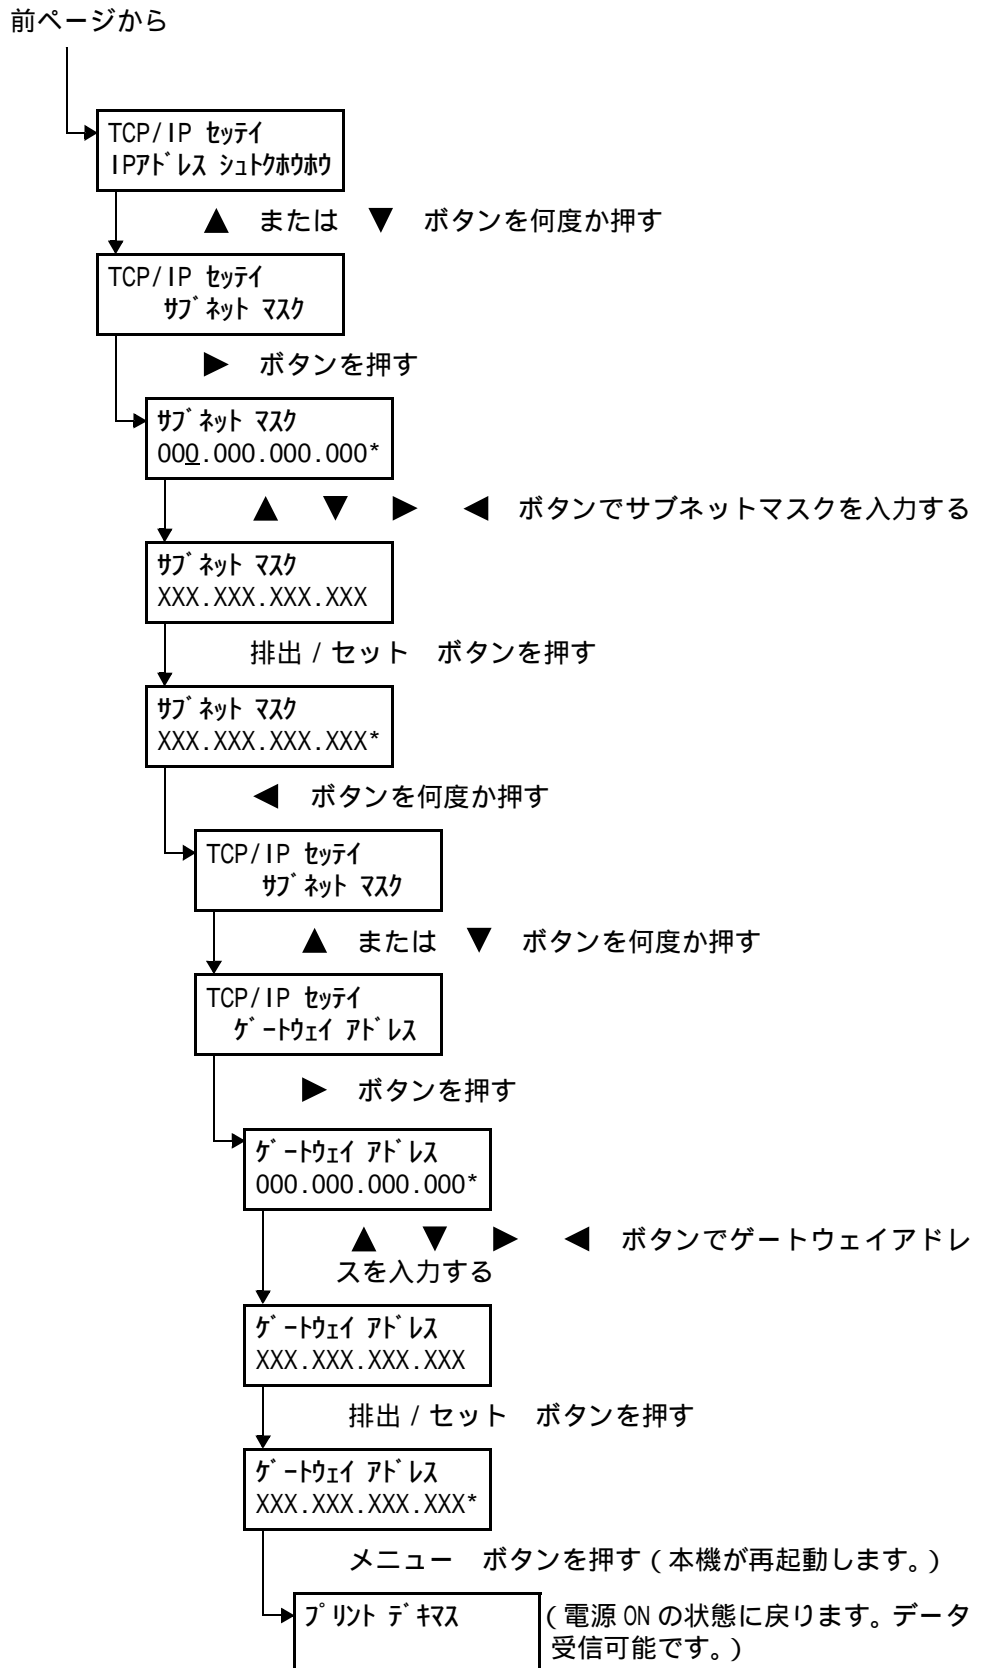 前ページから
TCP/IP ｾｯﾃｲ
IPｱﾄﾞﾚｽ ｼｭﾄｸﾎｳﾎｳ
▲ または ▼ ボタンを何度か押す
TCP/IP ｾｯﾃｲ
ｻﾌﾞﾈｯﾄ ﾏｽｸ
▶ ボタンを押す
ｻﾌﾞﾈｯﾄ ﾏｽｸ
000.000.000.000*
▲ ▼ ▶ ◀ ボタンでサブネットマスクを入力する
ｻﾌﾞﾈｯﾄ ﾏｽｸ
XXX.XXX.XXX.XXX
排出 / セット ボタンを押す
ｻﾌﾞﾈｯﾄ ﾏｽｸ
XXX.XXX.XXX.XXX*
◀ ボタンを何度か押す
TCP/IP ｾｯﾃｲ
ｻﾌﾞﾈｯﾄ ﾏｽｸ
▲ または ▼ ボタンを何度か押す
TCP/IP ｾｯﾃｲ
ｹﾞｰﾄｳｪｲ ｱﾄﾞﾚｽ
▶ ボタンを押す
ｹﾞｰﾄｳｪｲ ｱﾄﾞﾚｽ
000.000.000.000*
▲ ▼ ▶ ◀ ボタンでゲートウェイアドレ
スを入力する
ｹﾞｰﾄｳｪｲ ｱﾄﾞﾚｽ
XXX.XXX.XXX.XXX
排出 / セット ボタンを押す
ｹﾞｰﾄｳｪｲ ｱﾄﾞﾚｽ
XXX.XXX.XXX.XXX*
メニュー ボタンを押す（本機が再起動します。）
ﾌﾟﾘﾝﾄ ﾃﾞｷﾏｽ
（電源 ON の状態に戻ります。データ
受信可能です。）